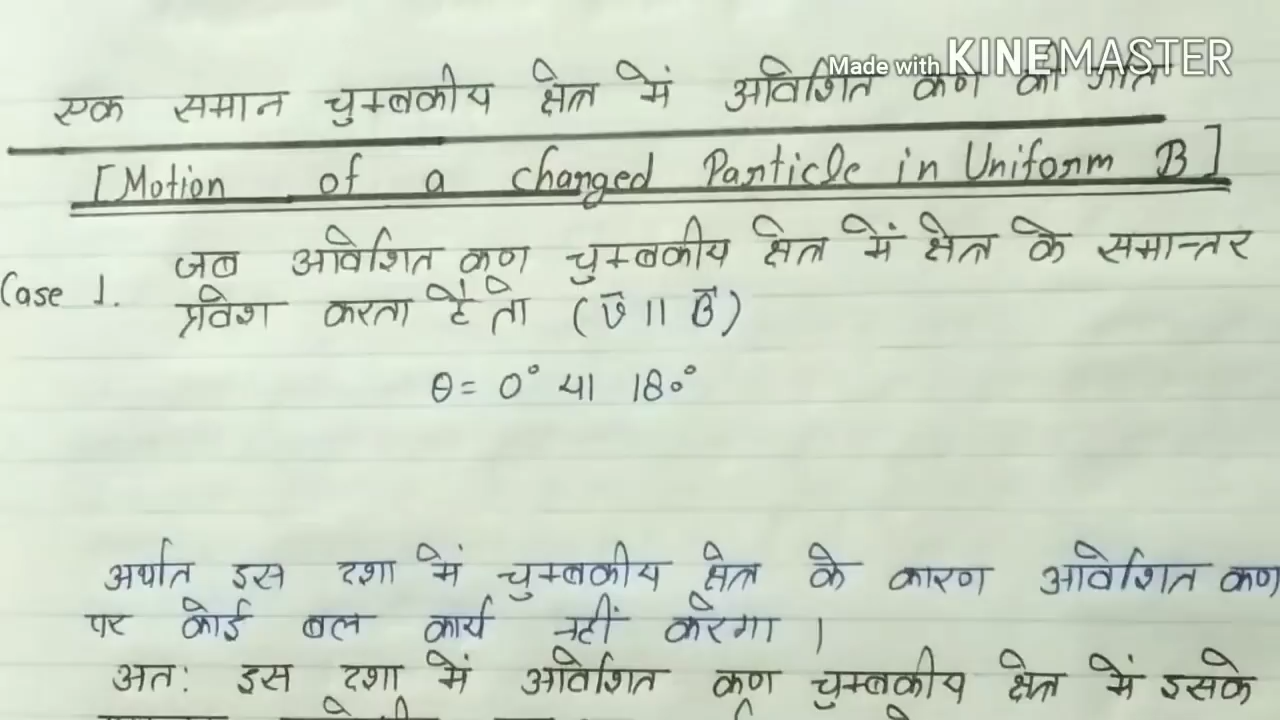 Made with KINEMASTER
एक समान चुम्बकीय क्षेत्र में आवेशित कण की गति
[Motion of a changed Particle in Uniform B]
Case 1. जब आवेशित कण चुम्बकीय क्षेत्र में क्षेत्र के समान्तर
प्रवेश करता है तो (v⃗ || B⃗)
θ = 0° या 180°
अर्थात इस दशा में चुम्बकीय क्षेत्र के कारण आवेशित कण
पर कोई बल कार्य नहीं करेगा ।
अत: इस दशा में आवेशित कण चुम्बकीय क्षेत्र में इसके